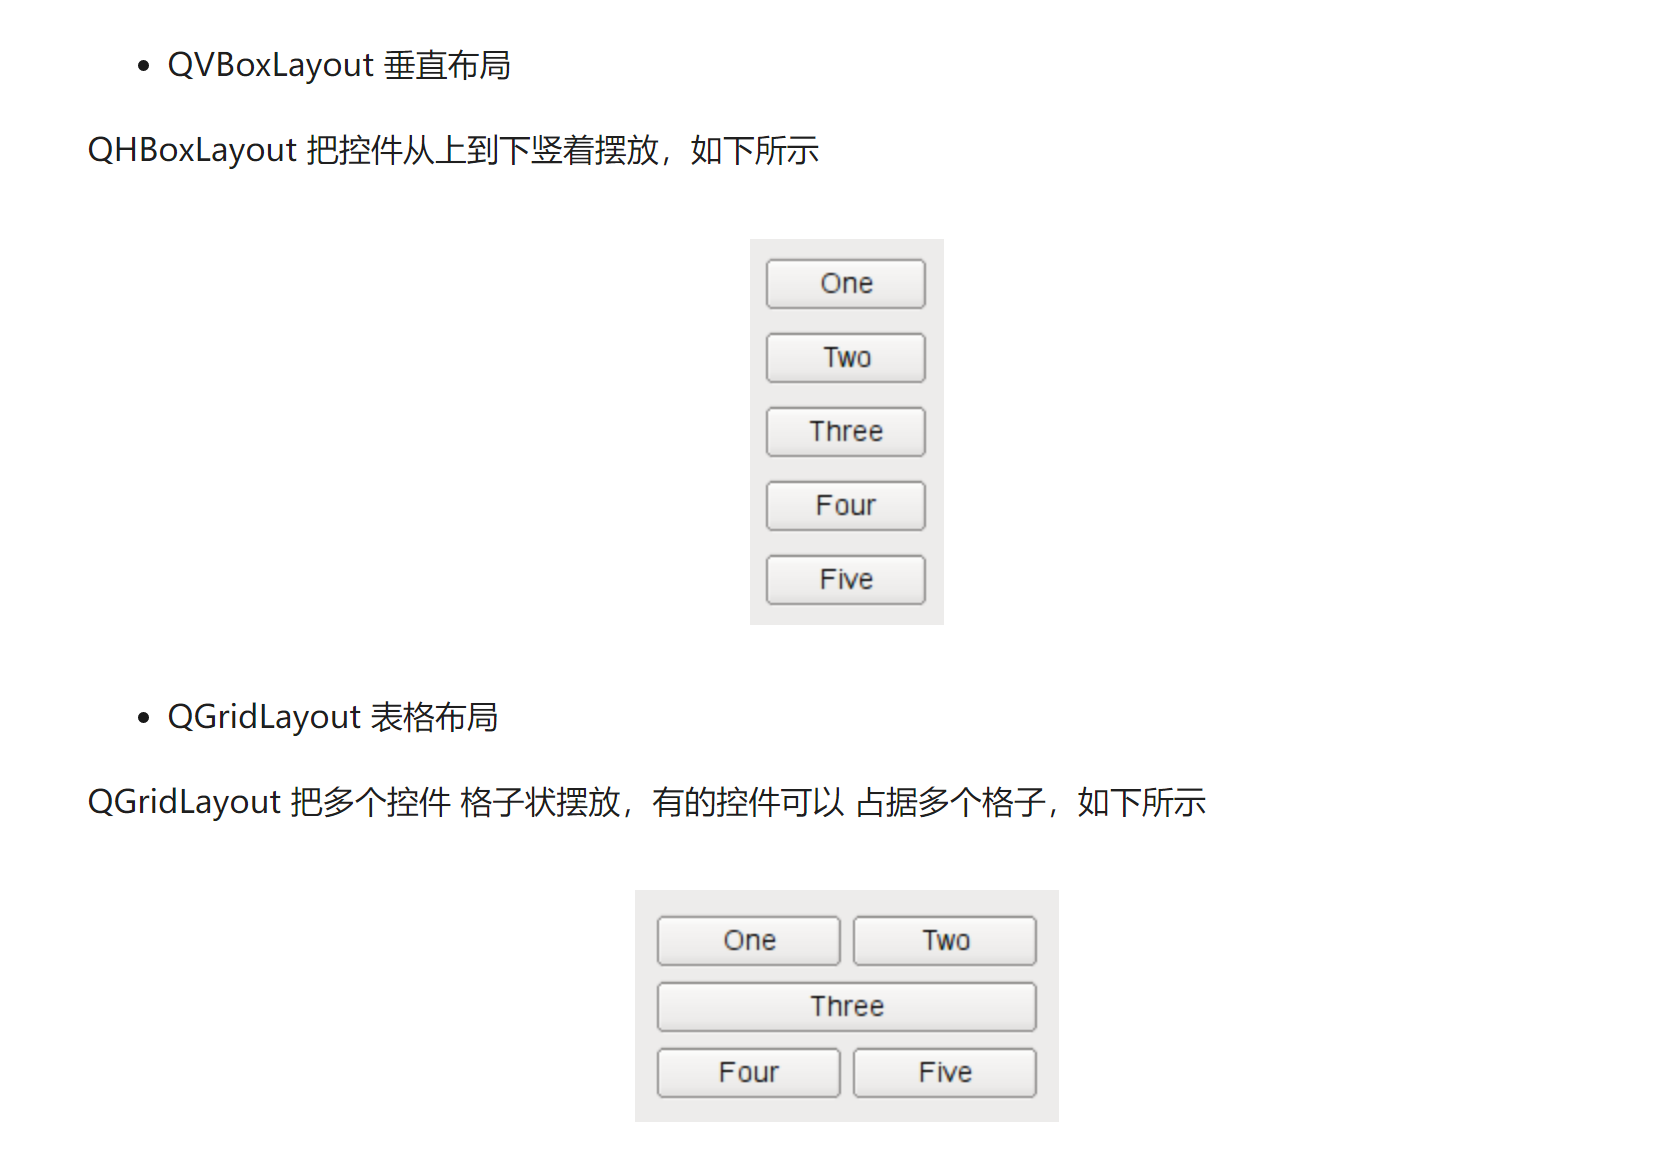 QVBoxLayout 垂直布局
QHBoxLayout 把控件从上到下竖着摆放，如下所示
One
Two
Three
Four
Five
QGridLayout 表格布局
QGridLayout 把多个控件 格子状摆放，有的控件可以 占据多个格子，如下所示
One Two
Three
Four Five